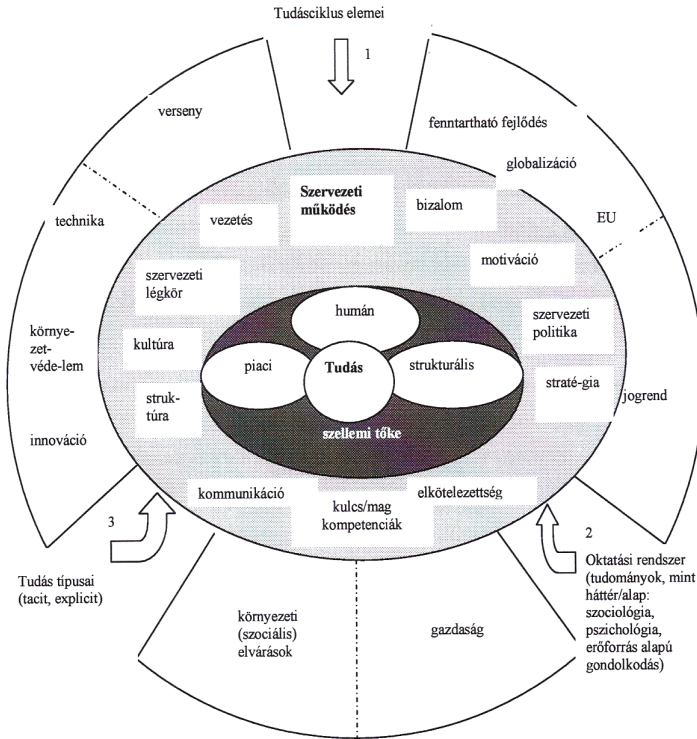 Tudásciklus elemei
1
verseny
fenntartható fejlődés
globalizáció
technika
EU
Szervezeti
működés
vezetés
bizalom
motiváció
szervezeti
légkör
szervezeti
politika
humán
környe-
zet-
véde-lem
kultúra
piaci
Tudás
strukturális
straté-gia
struk-
túra
jogrend
innováció
szellemi tőke
kommunikáció
kulcs/mag
kompetenciák
elkötelezettség
3
Tudás típusai
(tacit, explicit)
2
Oktatási rendszer
(tudományok, mint
háttér/alap:
szociológia,
pszichológia,
erőforrás alapú
gondolkodás)
környezeti
(szociális)
elvárások
gazdaság